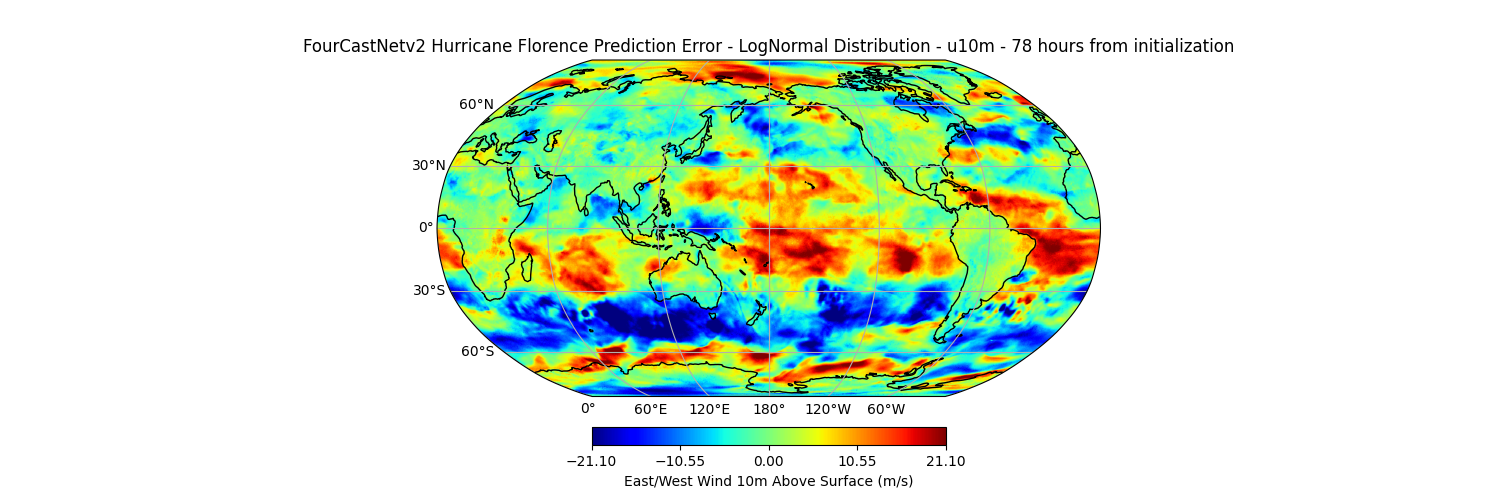 FourCastNetv2 Hurricane Florence Prediction Error - LogNormal Distribution - u10m - 78 hours from initialization
60°N
30°N
0°
30°S
60°S
0° 60°E 120°E 180° 120°W 60°W
−21.10 −10.55 0.00 10.55 21.10
East/West Wind 10m Above Surface (m/s)